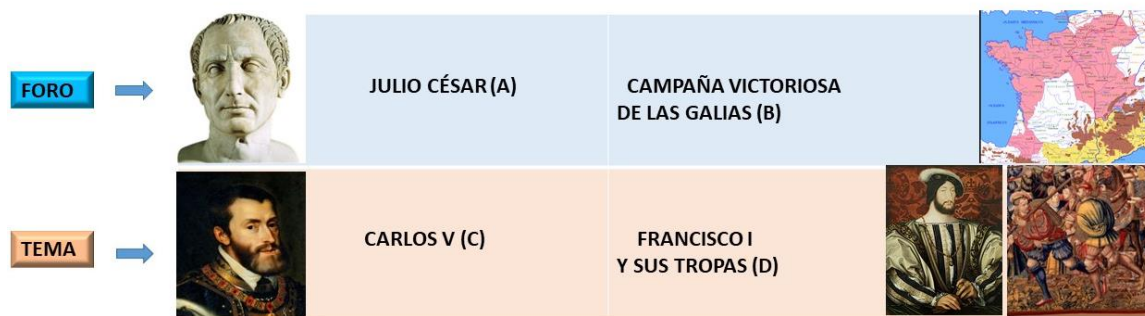 FORO
JULIO CÉSAR (A)
CAMPAÑA VICTORIOSA
DE LAS GALIAS (B)
TEMA
CARLOS V (C)
FRANCISCO I
Y SUS TROPAS (D)